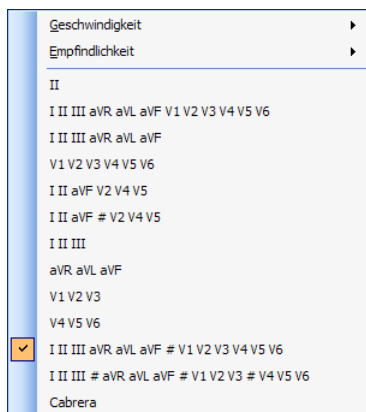 Geschwindigkeit
Empfindlichkeit
II
I II III aVR aVL aVF V1 V2 V3 V4 V5 V6
I II III aVR aVL aVF
V1 V2 V3 V4 V5 V6
I II aVF V2 V4 V5
I II aVF # V2 V4 V5
I II III
aVR aVL aVF
V1 V2 V3
V4 V5 V6
I II III aVR aVL aVF # V1 V2 V3 V4 V5 V6
I II III # aVR aVL aVF # V1 V2 V3 # V4 V5 V6
Cabrera